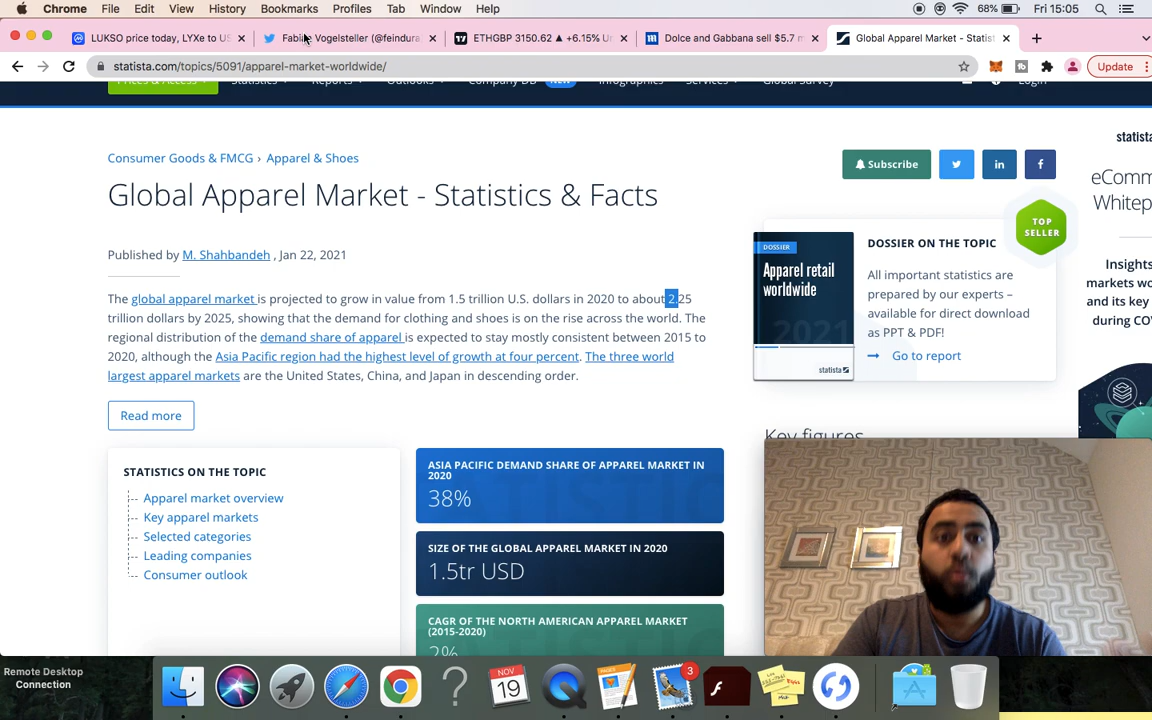 Chrome File Edit View History Bookmarks Profiles Tab Window Help 68% Fri 15:05
LUKSO price today, LYXe to US
Vogelsteller (@feindura
ETHGBP 3150.62 ▲ +6.15% Un
Dolce and Gabbana sell $5.7 m
Global Apparel Market - Statist
statista.com/topics/5091/apparel-market-worldwide/
Update
NEW
Consumer Goods & FMCG › Apparel & Shoes
Subscribe
Global Apparel Market - Statistics & Facts
Published by M. Shahbandeh , Jan 22, 2021
The global apparel market is projected to grow in value from 1.5 trillion U.S. dollars in 2020 to about 2.25
trillion dollars by 2025, showing that the demand for clothing and shoes is on the rise across the world. The
regional distribution of the demand share of apparel is expected to stay mostly consistent between 2015 to
2020, although the Asia Pacific region had the highest level of growth at four percent. The three world
largest apparel markets are the United States, China, and Japan in descending order.
Read more
STATISTICS ON THE TOPIC
Apparel market overview
Key apparel markets
Selected categories
Leading companies
Consumer outlook
ASIA PACIFIC DEMAND SHARE OF APPAREL MARKET IN
2020
38%
SIZE OF THE GLOBAL APPAREL MARKET IN 2020
1.5tr USD
CAGR OF THE NORTH AMERICAN APPAREL MARKET
(2015-2020)
2%
TOP
SELLER
DOSSIER
Apparel retail
worldwide
2021
statista
DOSSIER ON THE TOPIC
All important statistics are
prepared by our experts –
available for direct download
as PPT & PDF!
Go to report
Key figures
statis
eComm
Whitep
Insights
markets wo
and its key
during CO
Remote Desktop
Connection
NOV
19
3